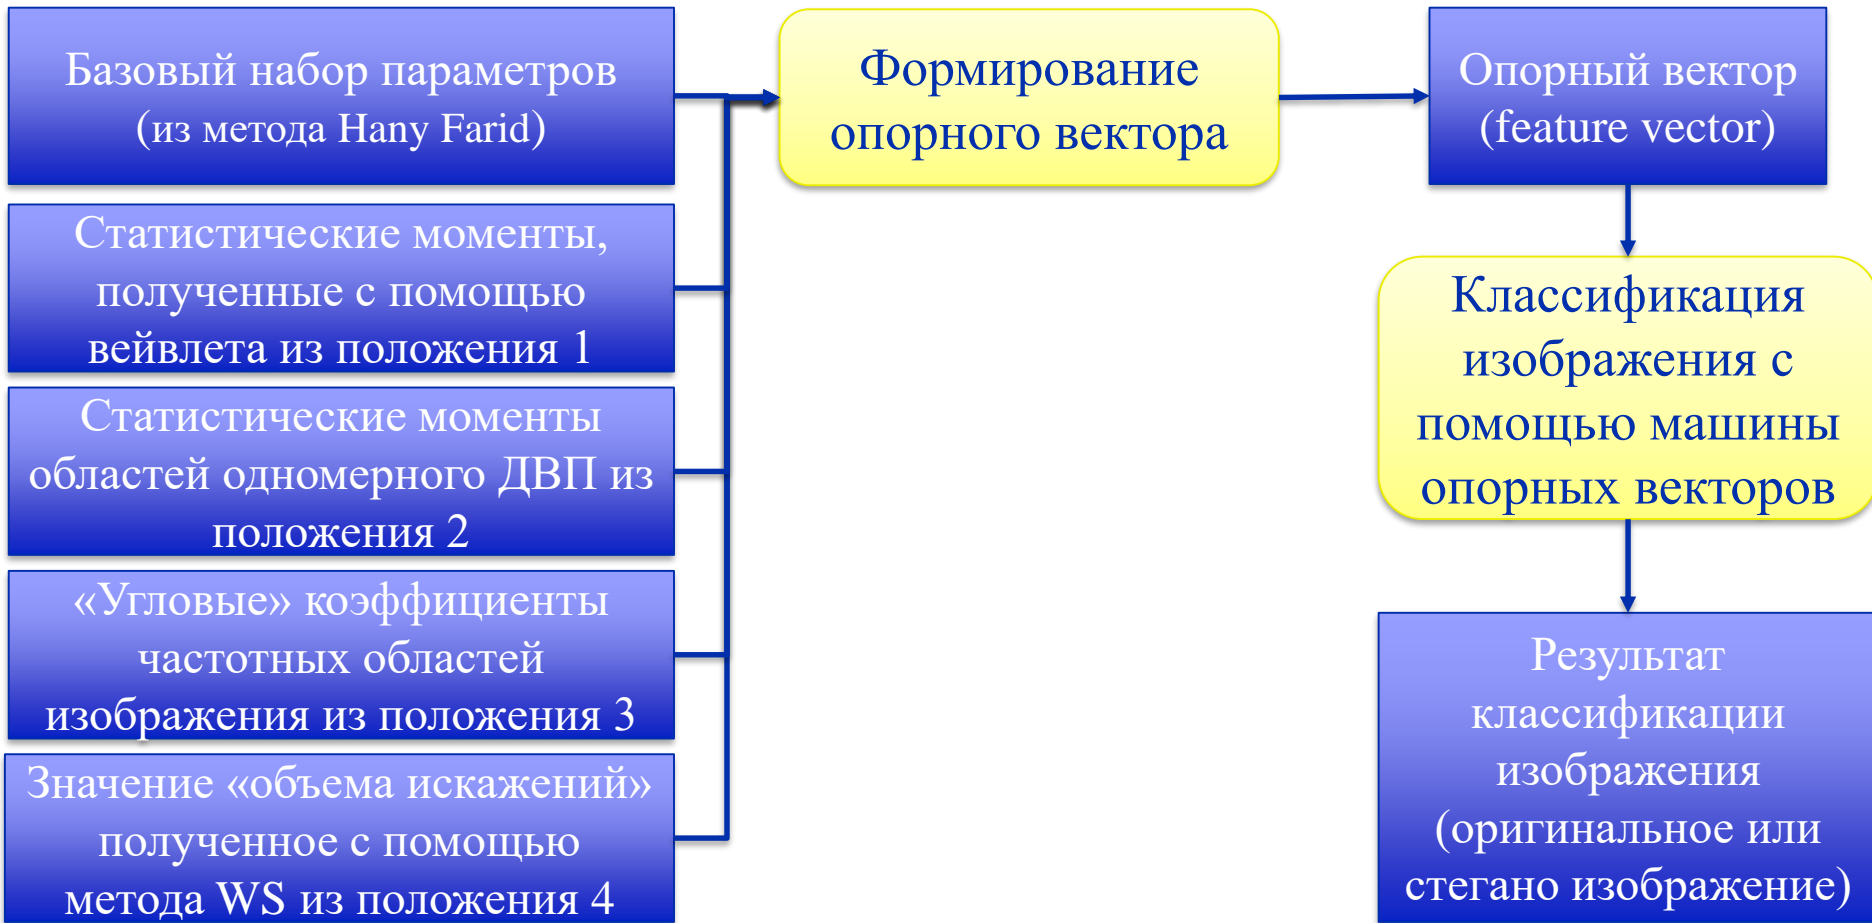 Базовый набор параметров
(из метода Hany Farid)
Статистические моменты,
полученные с помощью
вейвлета из положения 1
Статистические моменты
областей одномерного ДВП из
положения 2
«Угловые» коэффициенты
частотных областей
изображения из положения 3
Значение «объема искажений»
полученное с помощью
метода WS из положения 4
Формирование
опорного вектора
Опорный вектор
(feature vector)
Классификация
изображения с
помощью машины
опорных векторов
Результат
классификации
изображения
(оригинальное или
стегано изображение)